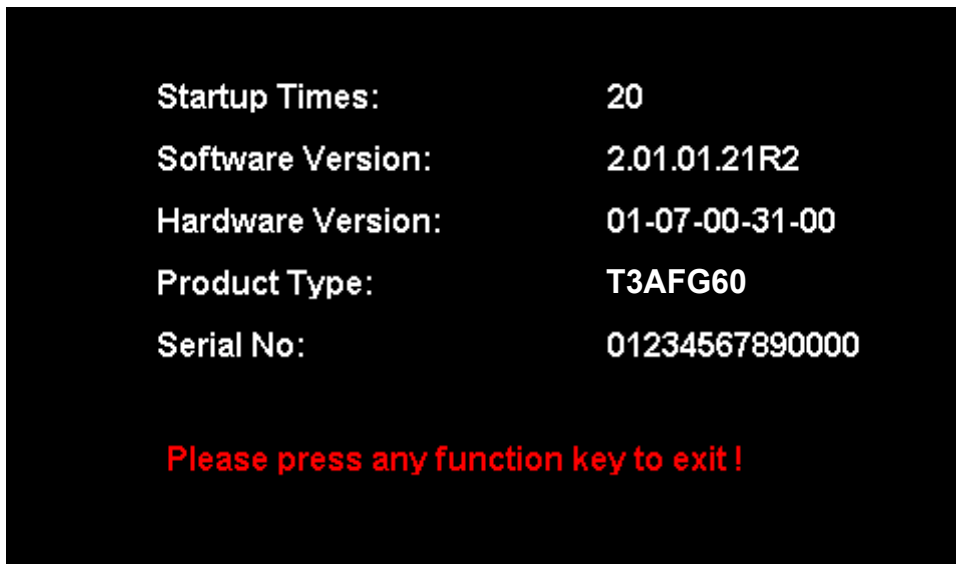 Startup Times: 20
Software Version: 2.01.01.21R2
Hardware Version: 01-07-00-31-00
Product Type: T3AFG60
Serial No: 01234567890000
Please press any function key to exit !